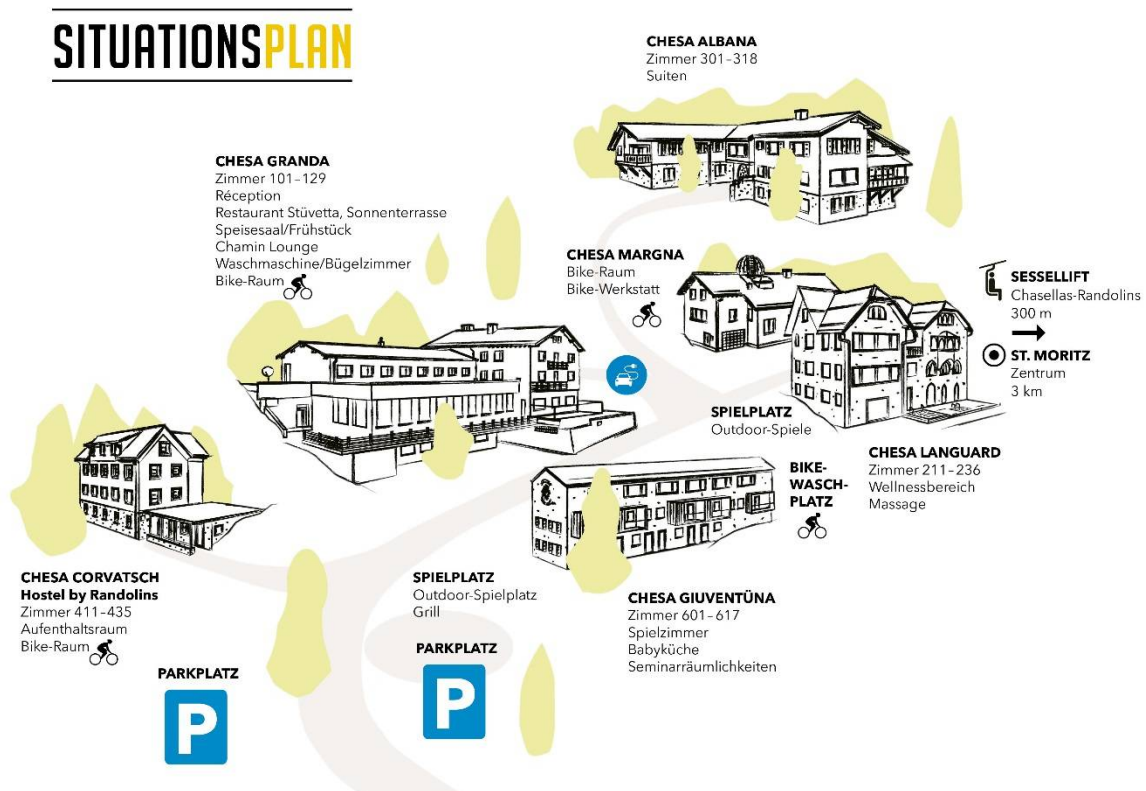 SITUATIONSPLAN
CHESA ALBANA
Zimmer 301–318
Suiten
CHESA GRANDA
Zimmer 101–129
Réception
Restaurant Stüvetta, Sonnenterrasse
Speisesaal/Frühstück
Chamin Lounge
Waschmaschine/Bügelzimmer
Bike-Raum
CHESA MARGNA
Bike-Raum
Bike-Werkstatt
SESSELLIFT
Chasellas-Randolins
300 m
ST. MORITZ
Zentrum
3 km
SPIELPLATZ
Outdoor-Spiele
CHESA LANGUARD
Zimmer 211–236
Wellnessbereich
Massage
BIKE-
WASCH-
PLATZ
CHESA CORVATSCH
Hostel by Randolins
Zimmer 411–435
Aufenthaltsraum
Bike-Raum
SPIELPLATZ
Outdoor-Spielplatz
Grill
CHESA GIUVENTÜNA
Zimmer 601–617
Spielzimmer
Babyküche
Seminarräumlichkeiten
PARKPLATZ
P
PARKPLATZ
P